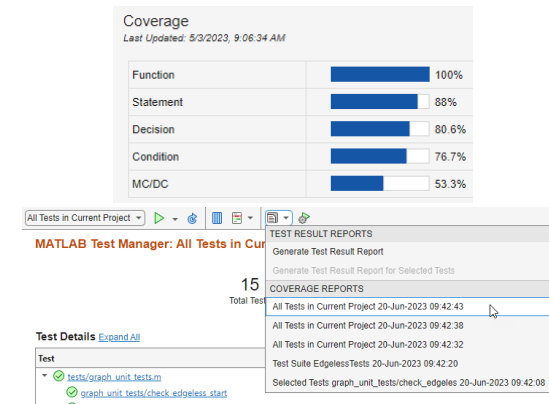 Coverage
Last Updated: 5/3/2023, 9:06:34 AM
Function 100%
Statement 88%
Decision 80.6%
Condition 76.7%
MC/DC 53.3%
All Tests in Current Project
MATLAB Test Manager: All Tests in Cur
15
Total Test
Test Details Expand All
Test
tests/graph_unit_tests.m
graph_unit_tests/check_edgeless_start
TEST RESULT REPORTS
Generate Test Result Report
Generate Test Result Report for Selected Tests
COVERAGE REPORTS
All Tests in Current Project 20-Jun-2023 09:42:43
All Tests in Current Project 20-Jun-2023 09:42:38
All Tests in Current Project 20-Jun-2023 09:42:32
Test Suite EdgelessTests 20-Jun-2023 09:42:20
Selected Tests graph_unit_tests/check_edgeles 20-Jun-2023 09:42:08